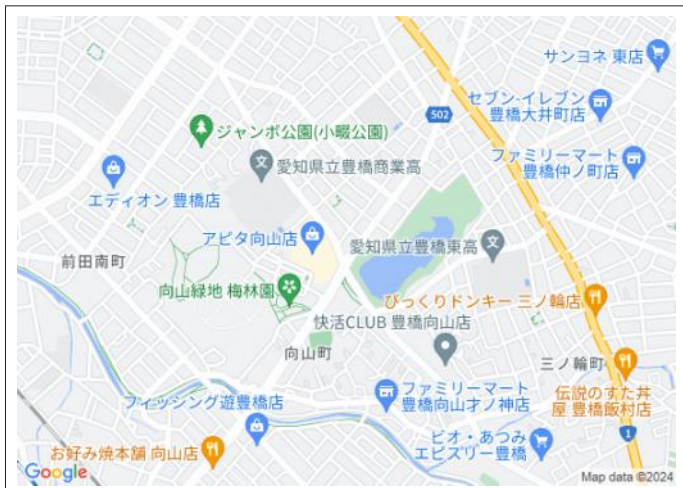 サンヨネ 東店
セブン-イレブン
豊橋大井町店
502
ジャンボ公園(小畷公園)
ファミリーマート
豊橋仲ノ町店
愛知県立豊橋商業高
エディオン 豊橋店
アピタ向山店
愛知県立豊橋東高
前田南町
向山緑地 梅林園
びっくりドンキー 三ノ輪店
快活CLUB 豊橋向山店
向山町
三ノ輪町
ファミリーマート
豊橋向山才ノ神店
伝説のすた丼
屋 豊橋飯村店
フィッシング遊豊橋店
1
ビオ・あつみ
エピスリー豊橋
お好み焼本舗 向山店
Google
Map data ©2024